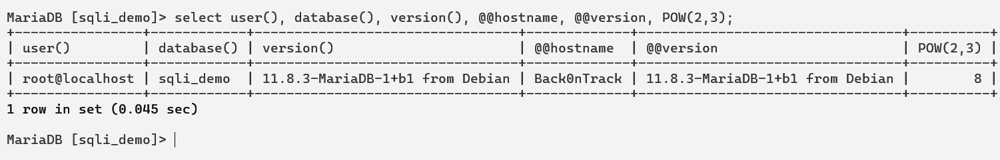 MariaDB [sqli_demo]> select user(), database(), version(), @@hostname, @@version, POW(2,3);
+----------------+------------+---------------------------------+-------------+---------------------------------+----------+
| user()         | database() | version()                       | @@hostname  | @@version                       | POW(2,3) |
+----------------+------------+---------------------------------+-------------+---------------------------------+----------+
| root@localhost | sqli_demo  | 11.8.3-MariaDB-1+b1 from Debian | Back0nTrack | 11.8.3-MariaDB-1+b1 from Debian |        8 |
+----------------+------------+---------------------------------+-------------+---------------------------------+----------+
1 row in set (0.045 sec)
MariaDB [sqli_demo]>